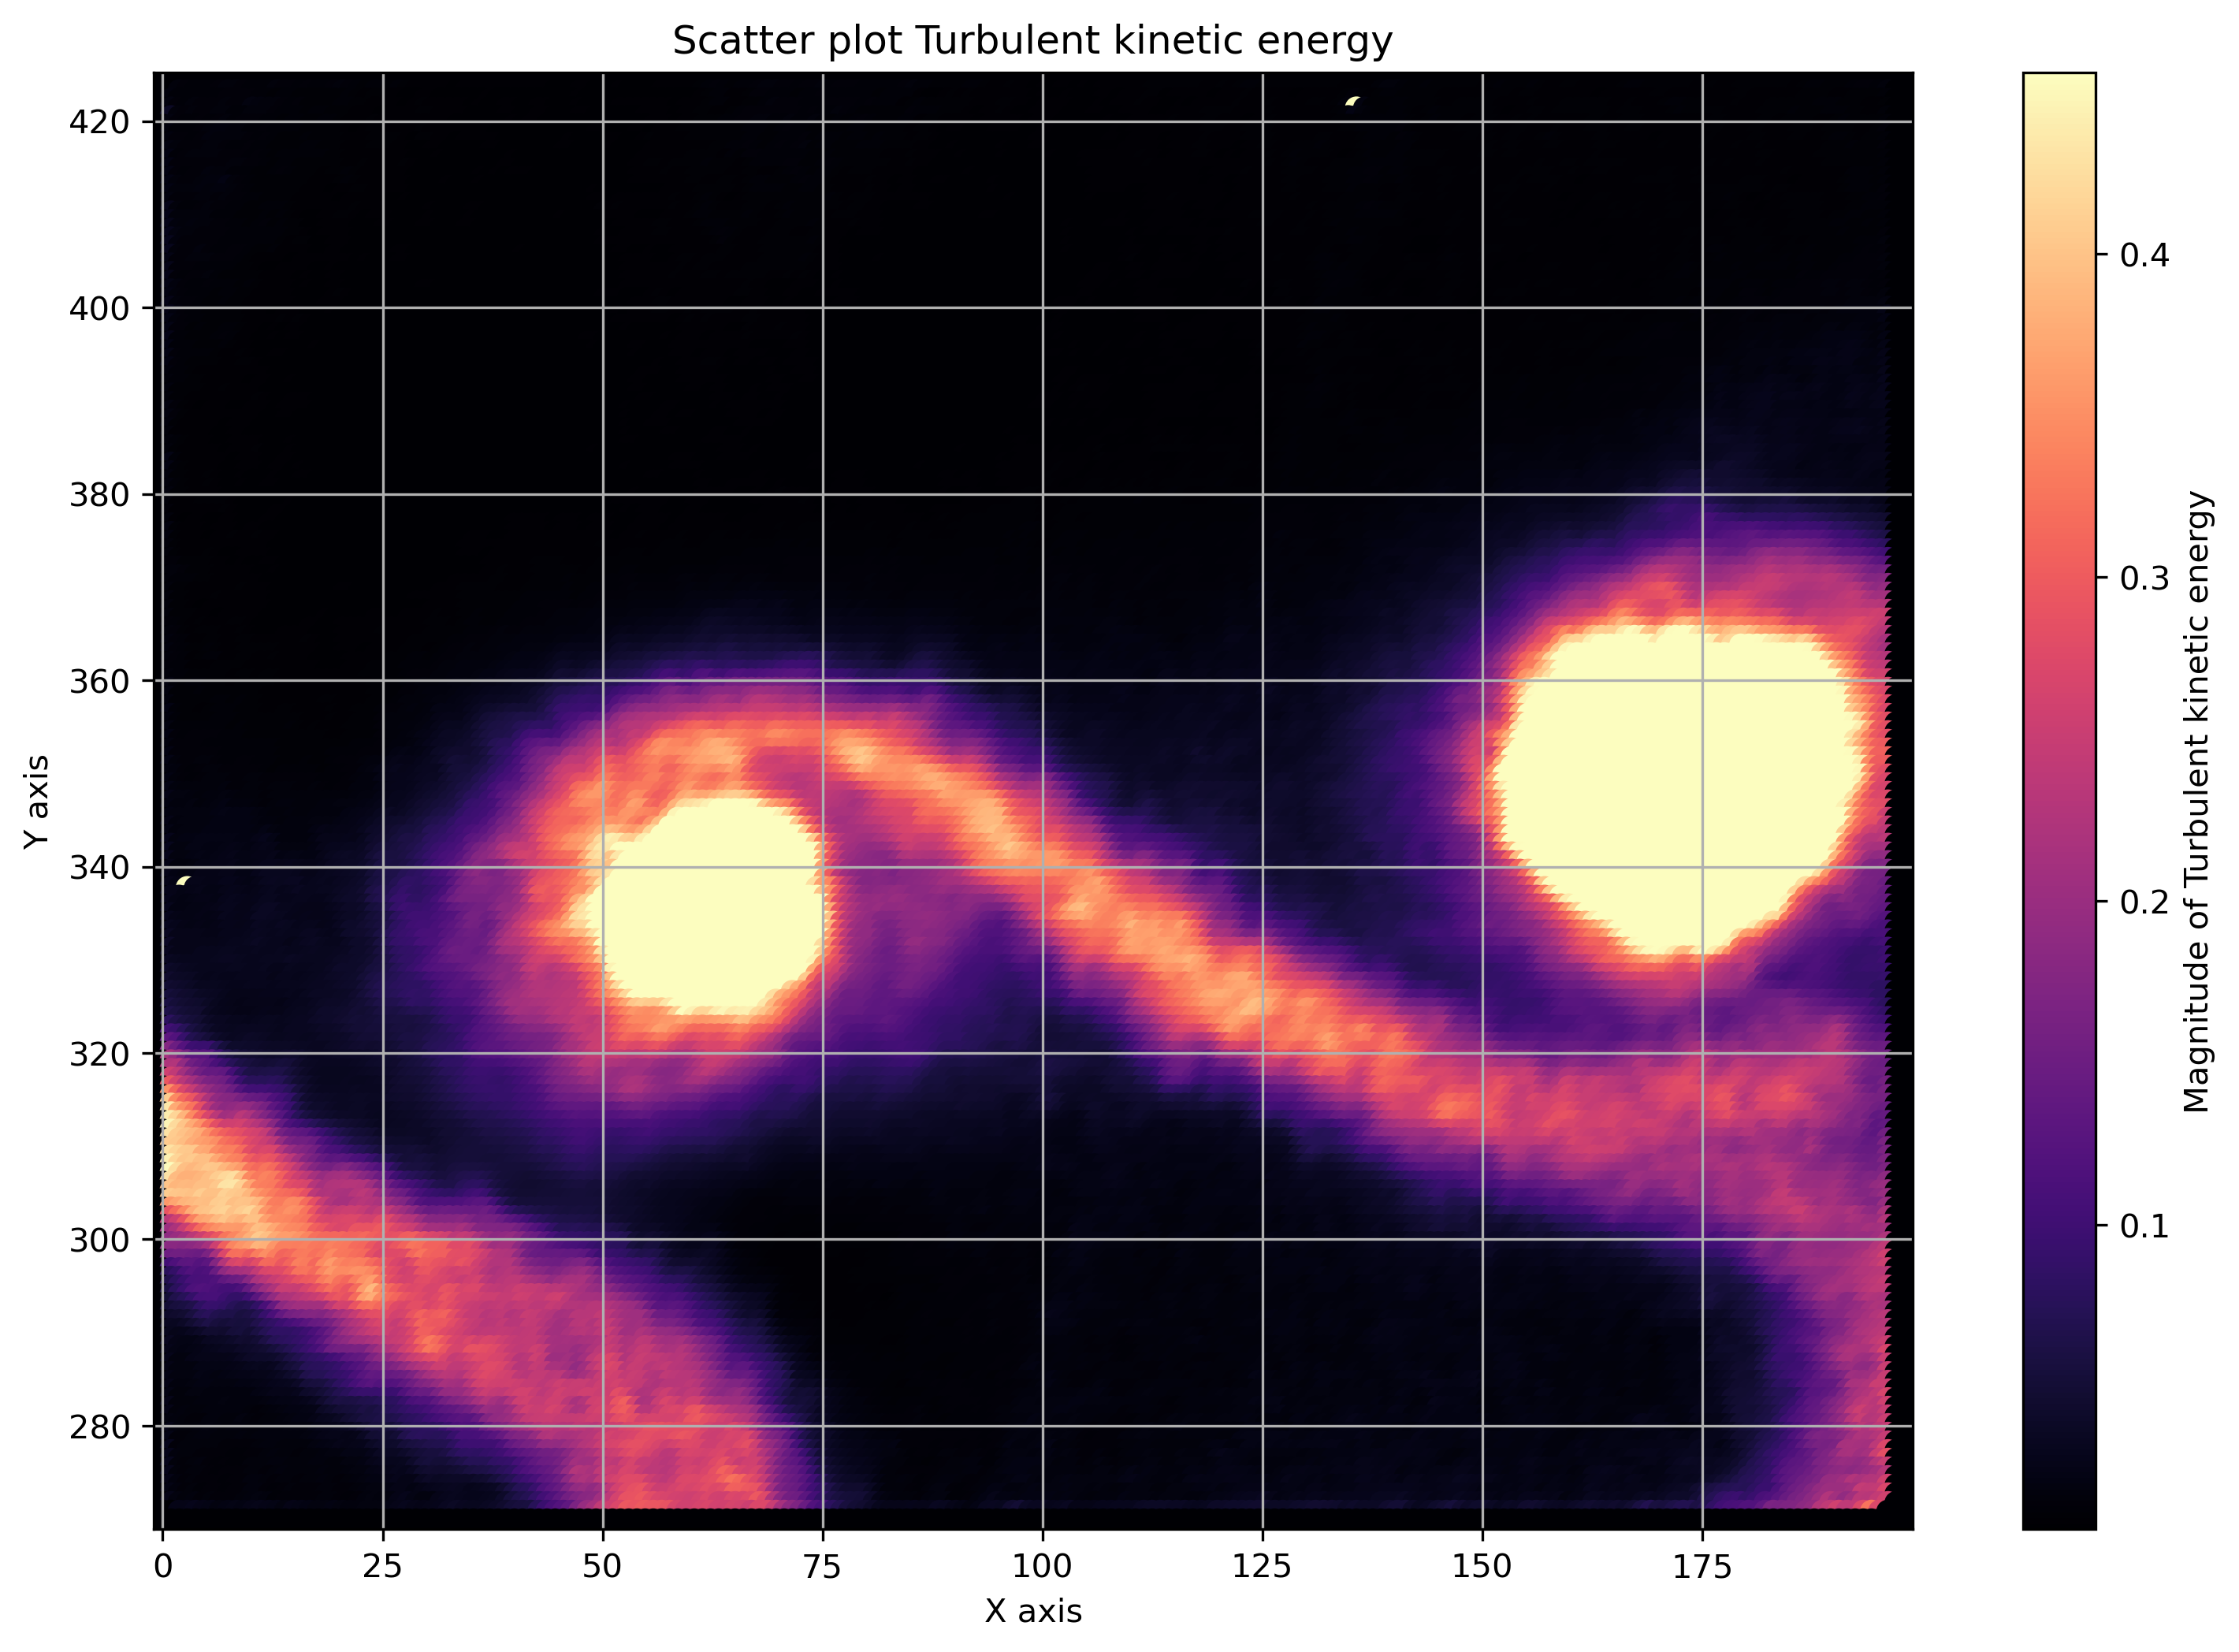 Scatter plot Turbulent kinetic energy
420
400
380
360
340
320
300
280
Y axis
0 25 50 75 100 125 150 175
X axis
0.4
0.3
0.2
0.1
Magnitude of Turbulent kinetic energy